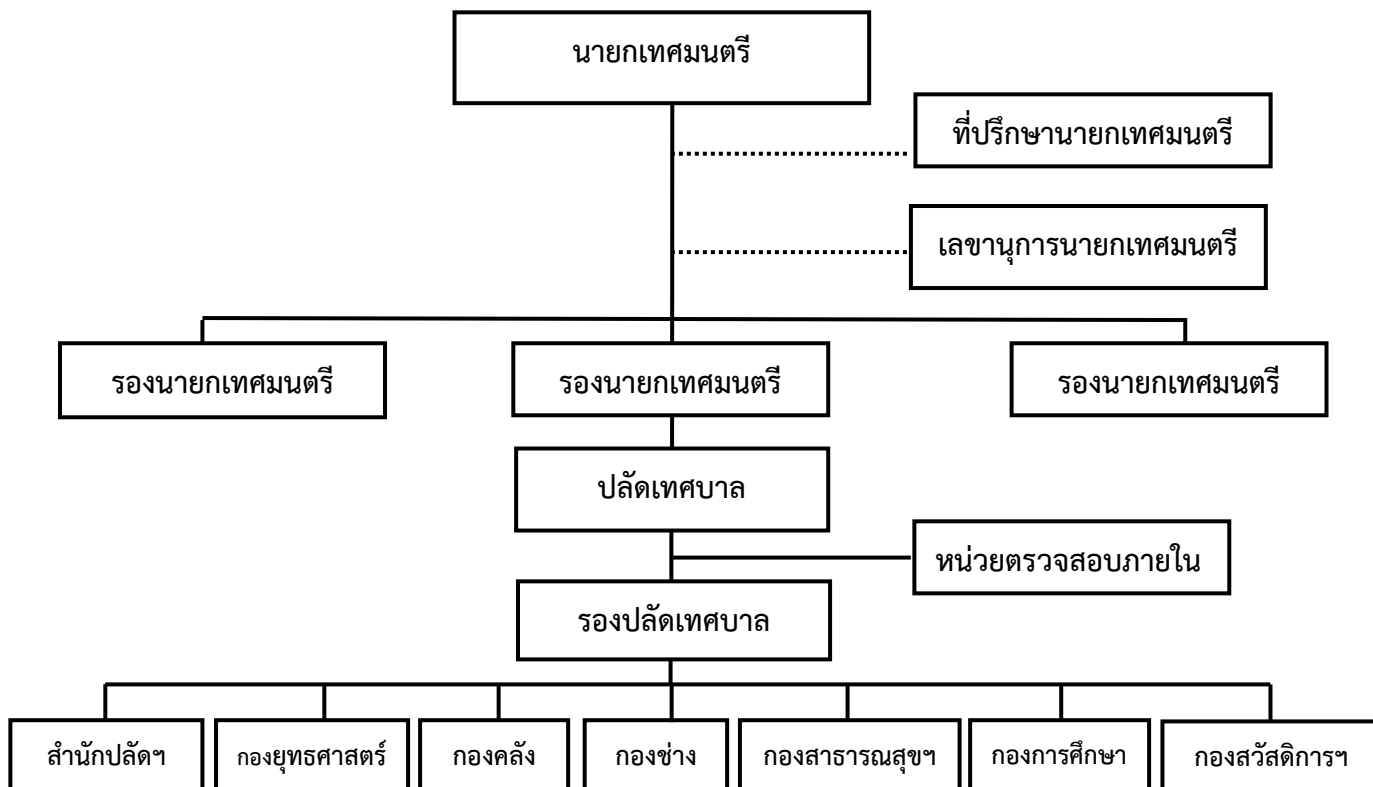 นายกเทศมนตรี
ที่ปรึกษานายกเทศมนตรี
เลขานุการนายกเทศมนตรี
รองนายกเทศมนตรี
รองนายกเทศมนตรี
รองนายกเทศมนตรี
ปลัดเทศบาล
หน่วยตรวจสอบภายใน
รองปลัดเทศบาล
สำนักปลัดฯ
กองยุทธศาสตร์
กองคลัง
กองช่าง
กองสาธารณสุขฯ
กองการศึกษา
กองสวัสดิการฯ